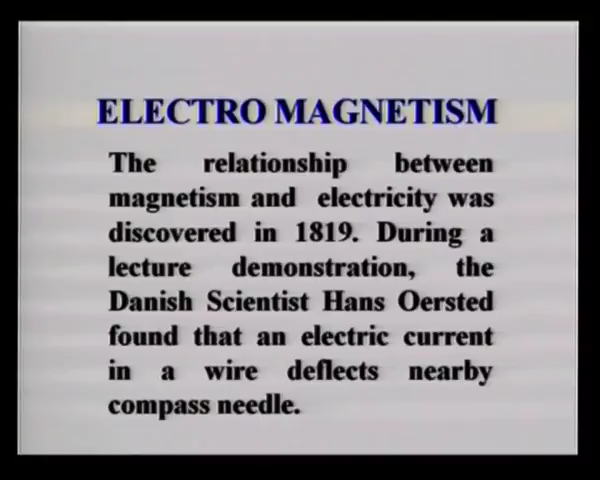 ELECTRO MAGNETISM
The relationship between
magnetism and electricity was
discovered in 1819. During a
lecture demonstration, the
Danish Scientist Hans Oersted
found that an electric current
in a wire deflects nearby
compass needle.